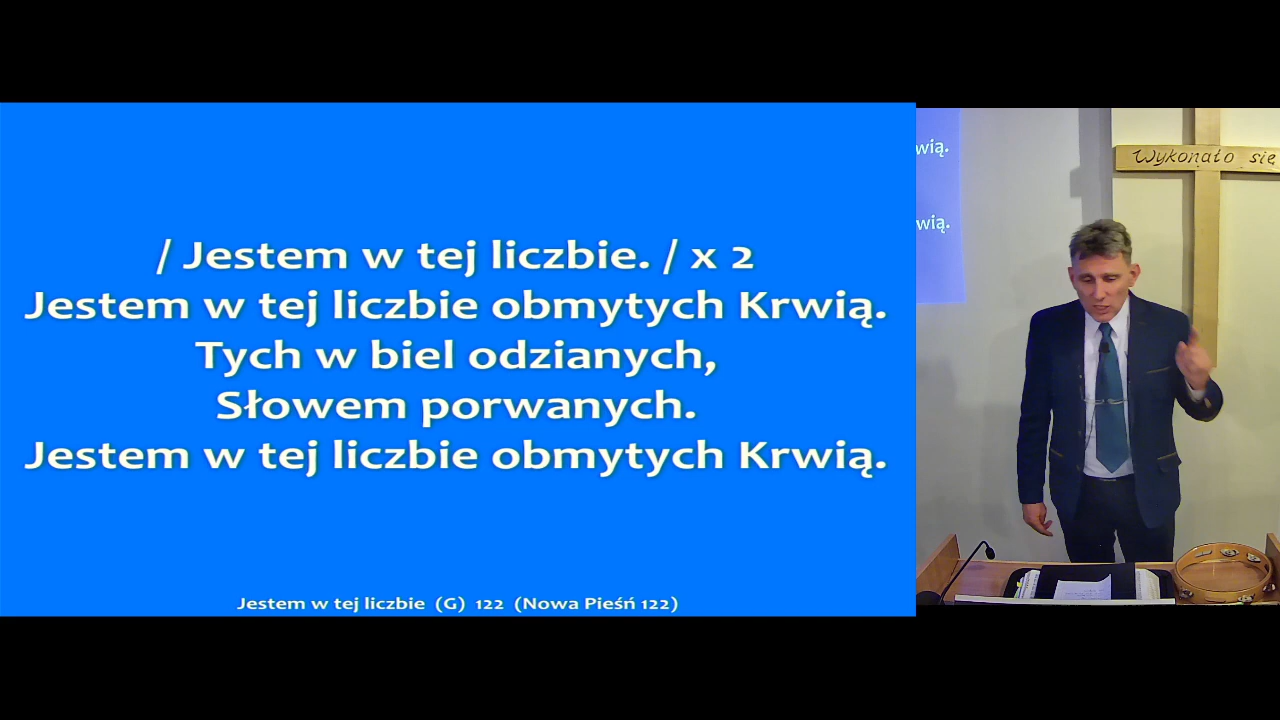 / Jestem w tej liczbie. / x 2
Jestem w tej liczbie obmytych Krwią.
Tych w biel odzianych,
Słowem porwanych.
Jestem w tej liczbie obmytych Krwią.
Jestem w tej liczbie (G) 122 (Nowa Pieśń 122)
wią.
wią.
Wykonało się